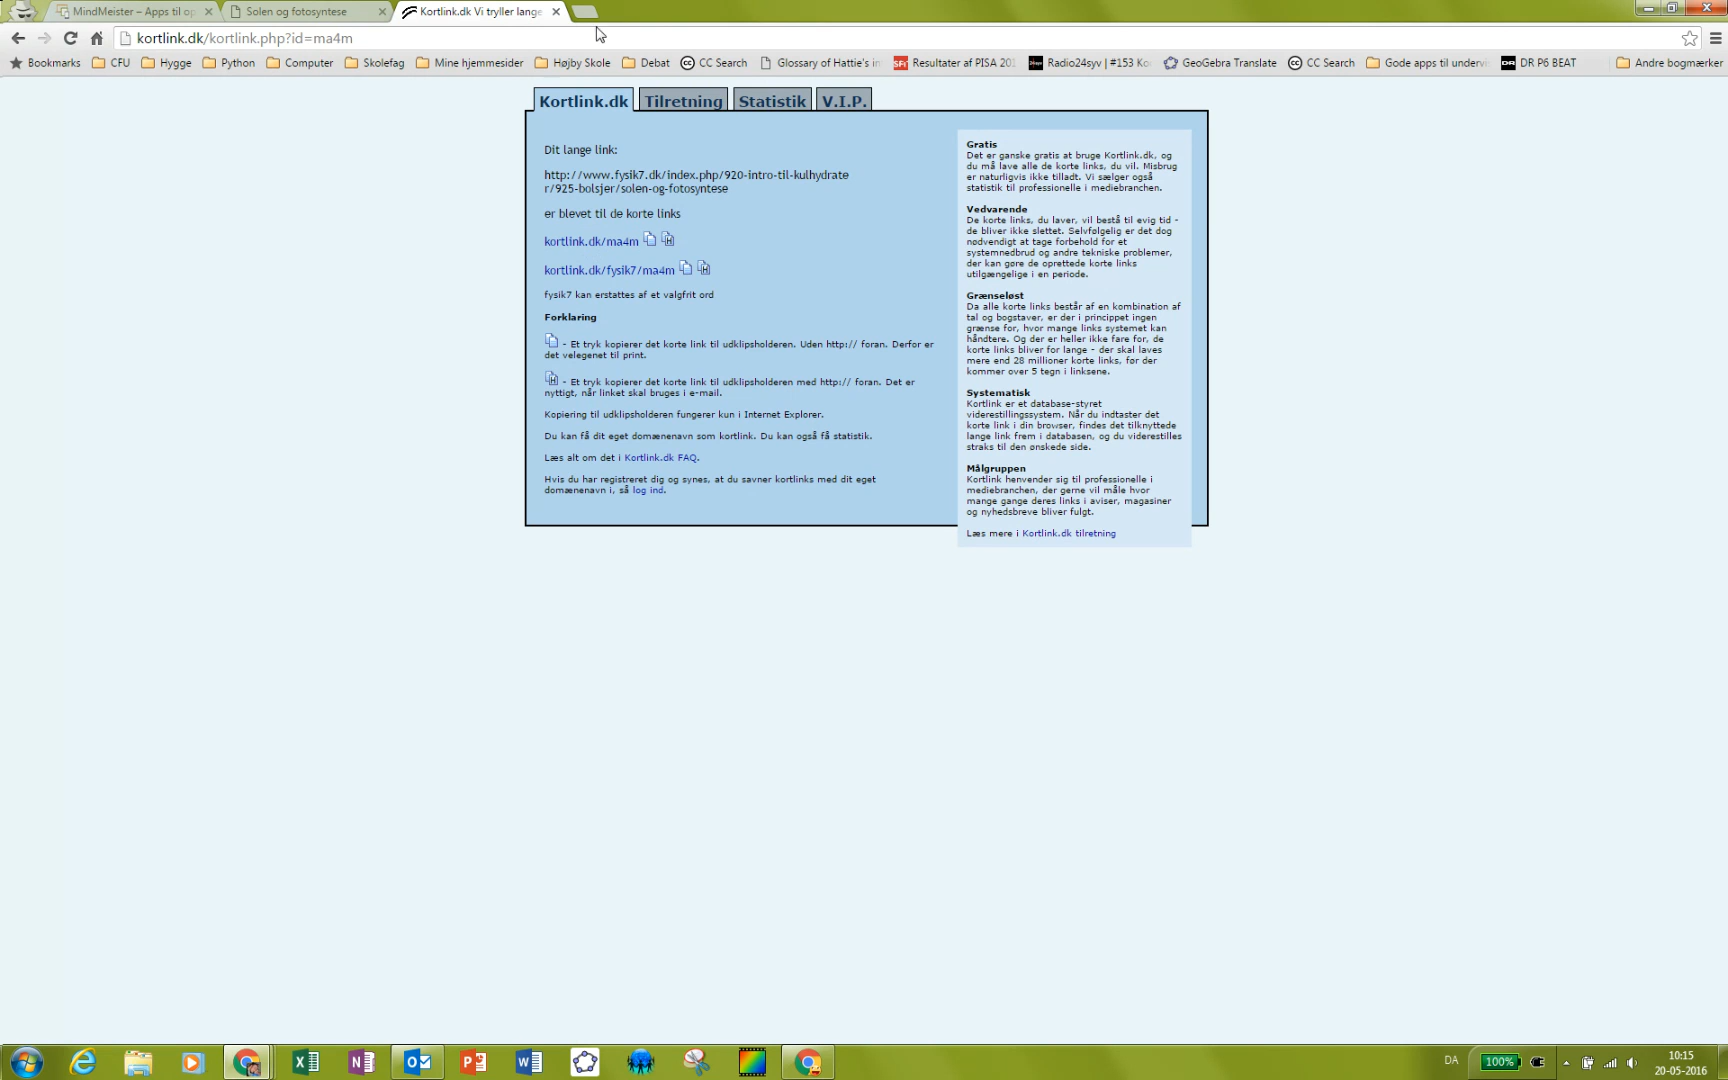 MindMeister – Apps til op
Solen og fotosyntese
Kortlink.dk Vi tryller lange
kortlink.dk/kortlink.php?id=ma4m
Bookmarks CFU Hygge Python Computer Skolefag Mine hjemmesider Højby Skole Debat CC Search Glossary of Hattie's in Resultater af PISA 201 Radio24syv | #153 Ko GeoGebra Translate CC Search Gode apps til undervi DR P6 BEAT Andre bogmærker
Kortlink.dk Tilretning Statistik V.I.P.
Dit lange link:
http://www.fysik7.dk/index.php/920-intro-til-kulhydrate
r/925-bolsjer/solen-og-fotosyntese
er blevet til de korte links
kortlink.dk/ma4m
kortlink.dk/fysik7/ma4m
fysik7 kan erstattes af et valgfrit ord
Forklaring
- Et tryk kopierer det korte link til udklipsholderen. Uden http:// foran. Derfor er
det velegenet til print.
- Et tryk kopierer det korte link til udklipsholderen med http:// foran. Det er
nyttigt, når linket skal bruges i e-mail.
Kopiering til udklipsholderen fungerer kun i Internet Explorer.
Du kan få dit eget domænenavn som kortlink. Du kan også få statistik.
Læs alt om det i Kortlink.dk FAQ.
Hvis du har registreret dig og synes, at du savner kortlinks med dit eget
domænenavn i, så log ind.
Gratis
Det er ganske gratis at bruge Kortlink.dk, og
du må lave alle de korte links, du vil. Misbrug
er naturligvis ikke tilladt. Vi sælger også
statistik til professionelle i mediebranchen.
Vedvarende
De korte links, du laver, vil bestå til evig tid -
de bliver ikke slettet. Selvfølgelig er det dog
nødvendigt at tage forbehold for et
systemnedbrud og andre tekniske problemer,
der kan gøre de oprettede korte links
utilgængelige i en periode.
Grænseløst
Da alle korte links består af en kombination af
tal og bogstaver, er der i princippet ingen
grænse for, hvor mange links systemet kan
håndtere. Og der er heller ikke fare for, de
korte links bliver for lange - der skal laves
mere end 28 millioner korte links, før der
kommer over 5 tegn i linksene.
Systematisk
Kortlink er et database-styret
viderestillingssystem. Når du indtaster det
korte link i din browser, findes det tilknyttede
lange link frem i databasen, og du viderestilles
straks til den ønskede side.
Målgruppen
Kortlink henvender sig til professionelle i
mediebranchen, der gerne vil måle hvor
mange gange deres links i aviser, magasiner
og nyhedsbreve bliver fulgt.
Læs mere i Kortlink.dk tilretning
DA 100% 10:15
20-05-2016